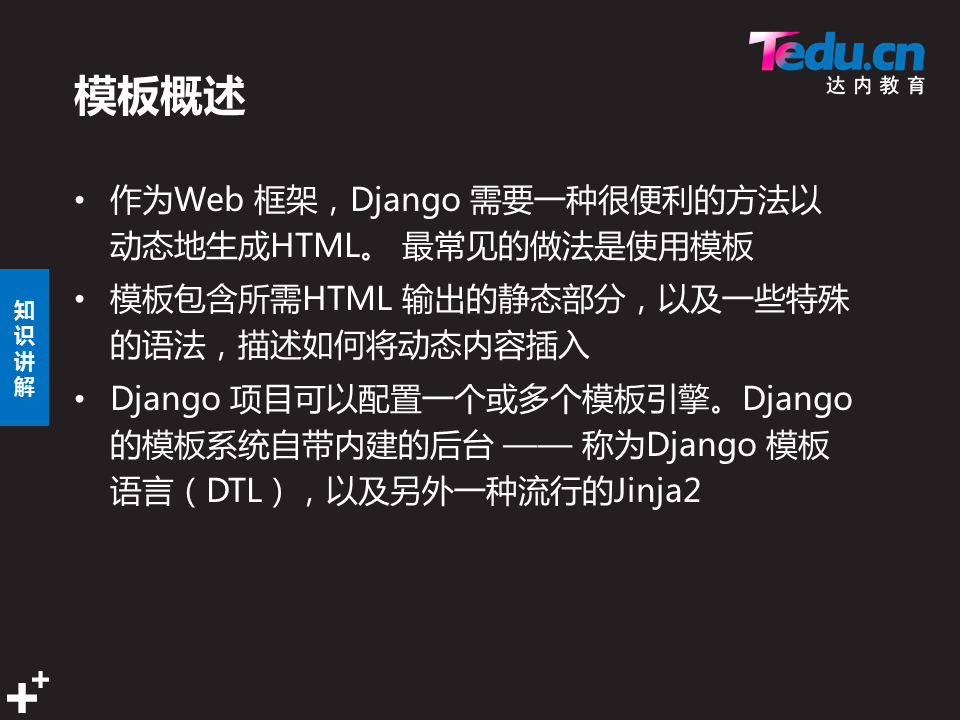 Tedu.cn
达内教育
模板概述
• 作为Web 框架，Django 需要一种很便利的方法以
动态地生成HTML。 最常见的做法是使用模板
• 模板包含所需HTML 输出的静态部分，以及一些特殊
的语法，描述如何将动态内容插入
• Django 项目可以配置一个或多个模板引擎。Django
的模板系统自带内建的后台 —— 称为Django 模板
语言（DTL），以及另外一种流行的Jinja2
知
识
讲
解